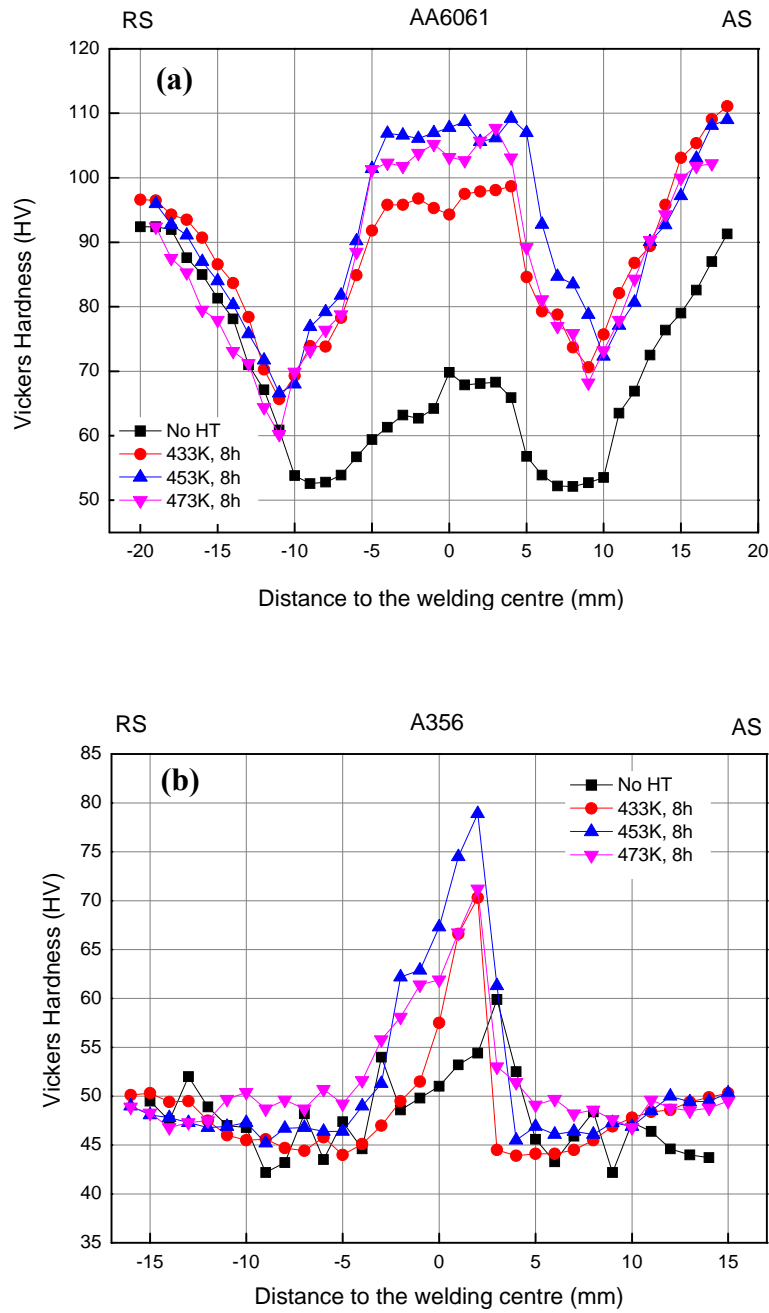 RS AA6061 AS
(a)
120
110
100
90
80
70
60
50
Vickers Hardness (HV)
No HT
433K, 8h
453K, 8h
473K, 8h
-20 -15 -10 -5 0 5 10 15 20
Distance to the welding centre (mm)
RS A356 AS
(b)
85
80
75
70
65
60
55
50
45
40
35
Vickers Hardness (HV)
No HT
433K, 8h
453K, 8h
473K, 8h
-15 -10 -5 0 5 10 15
Distance to the welding centre (mm)